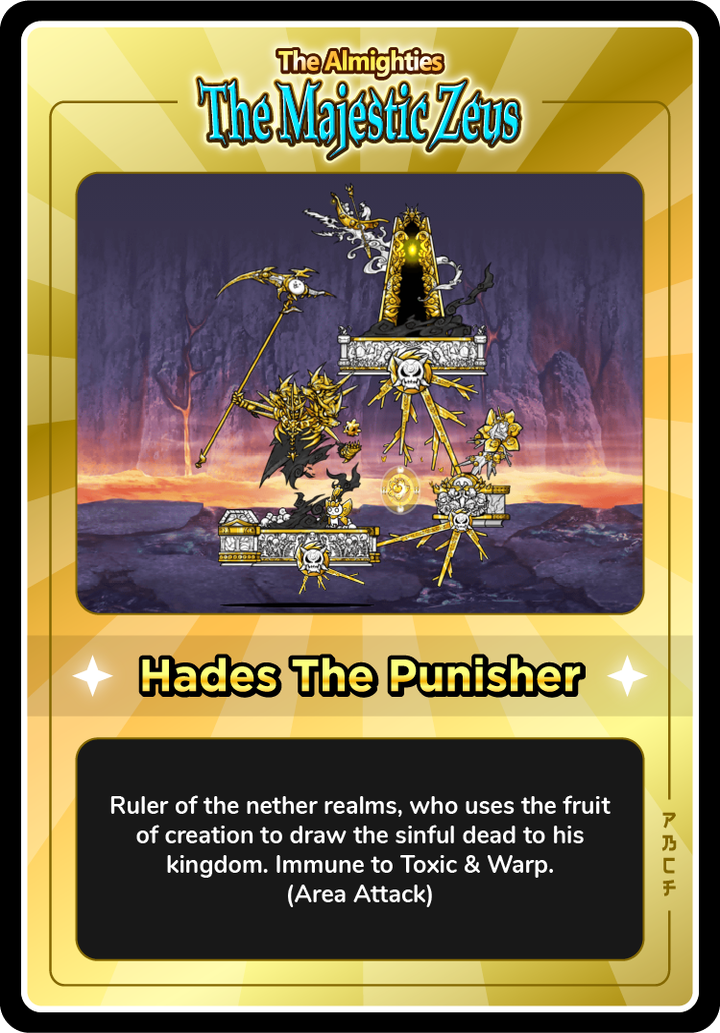 The Almighties
The Majestic Zeus
Hades The Punisher
Ruler of the nether realms, who uses the fruit
of creation to draw the sinful dead to his
kingdom. Immune to Toxic & Warp.
(Area Attack)
ア
乃
匚
チ